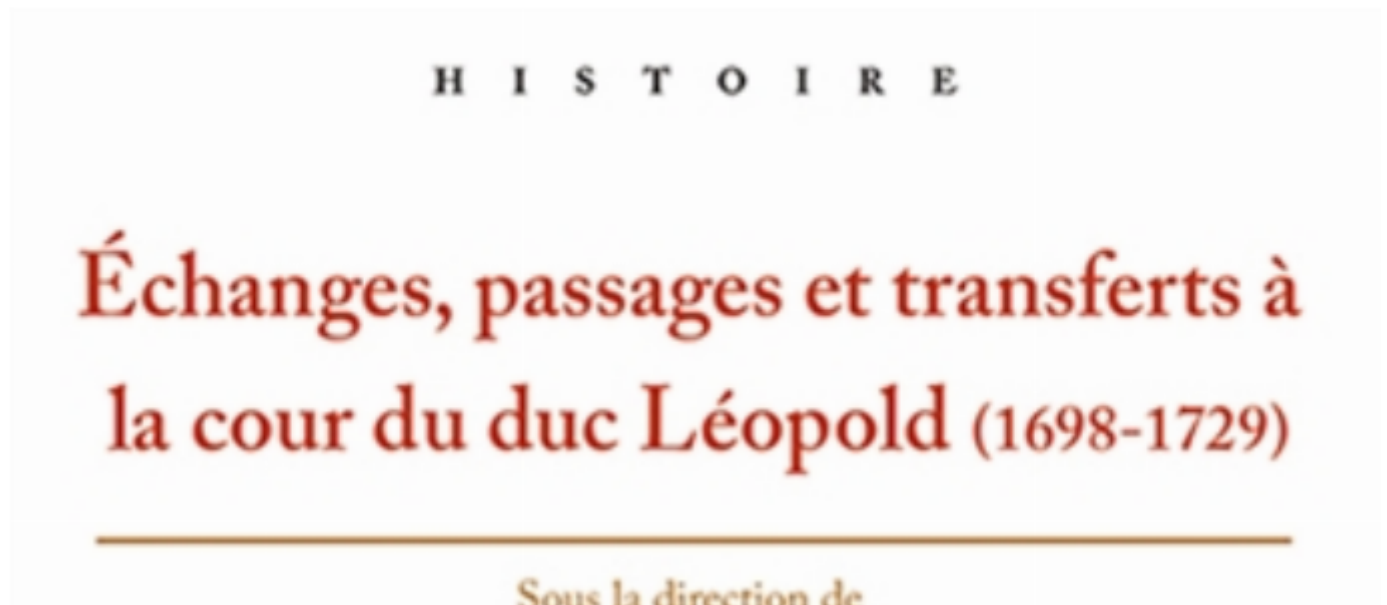 HISTOIRE
Échanges, passages et transferts à
la cour du duc Léopold (1698-1729)
Sous la direction de